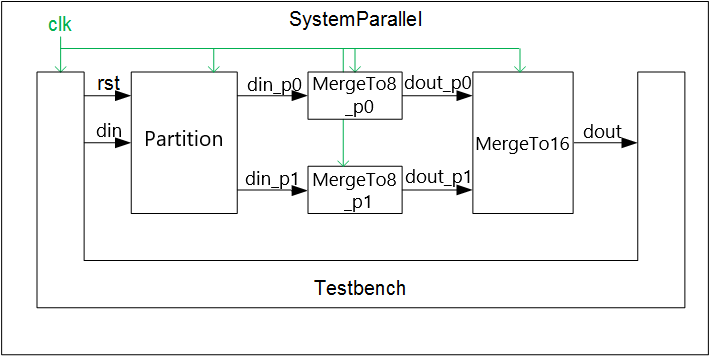 SystemParallel
clk
rst
din_p0
MergeTo8
_p0
dout_p0
din
Partition
MergeTo16
dout
din_p1
MergeTo8
_p1
dout_p1
Testbench